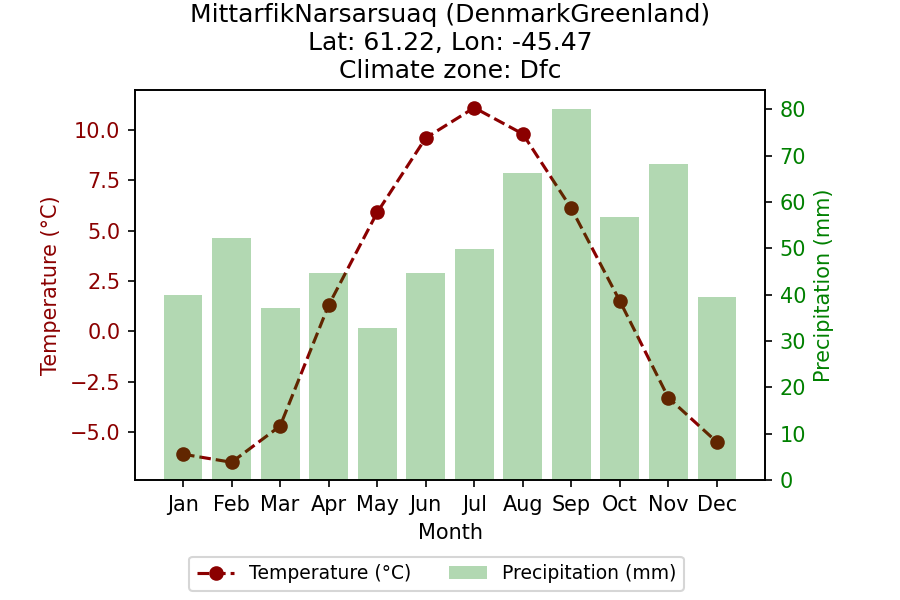 MittarfikNarsarsuaq (DenmarkGreenland)
Lat: 61.22, Lon: -45.47
Climate zone: Dfc
Temperature (°C)
10.0
7.5
5.0
2.5
0.0
−2.5
−5.0
80
70
60
50
40
30
20
10
0
Precipitation (mm)
Jan Feb Mar Apr May Jun Jul Aug Sep Oct Nov Dec
Month
Temperature (°C) Precipitation (mm)